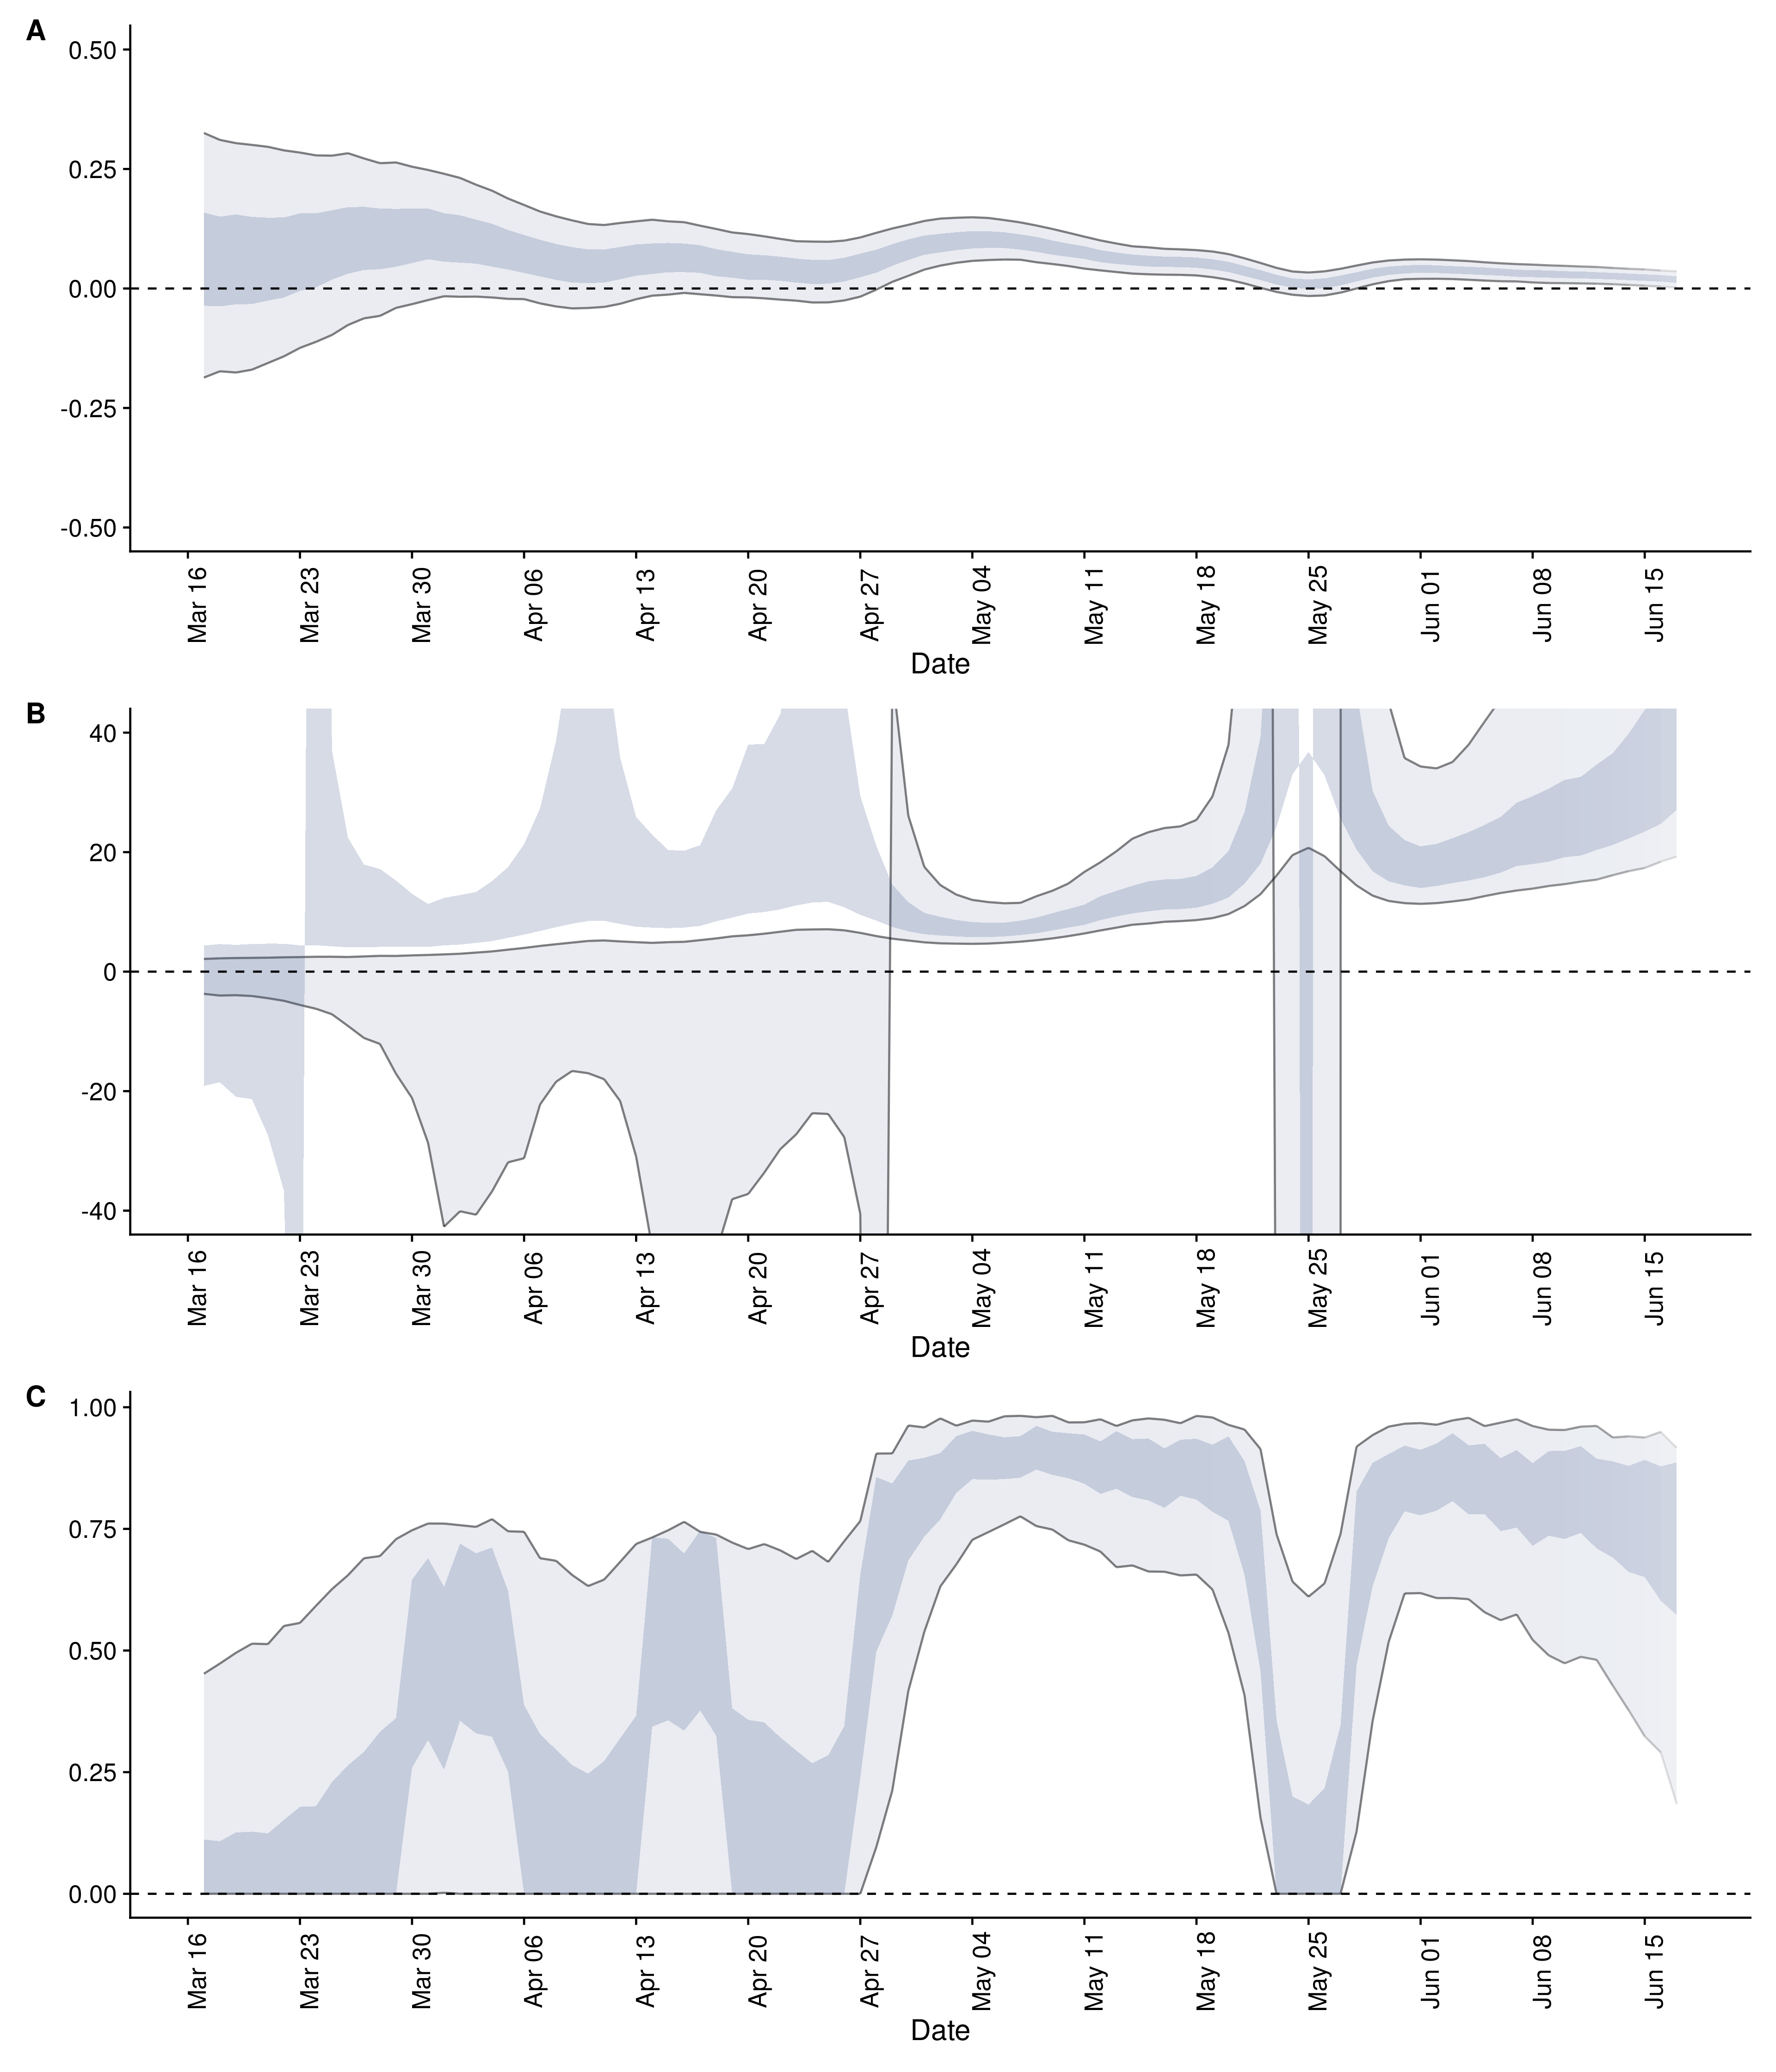 A
0.50
0.25
0.00
-0.25
-0.50
Mar 16
Mar 23
Mar 30
Apr 06
Apr 13
Apr 20
Apr 27
May 04
May 11
May 18
May 25
Jun 01
Jun 08
Jun 15
Date
B
40
20
0
-20
-40
Mar 16
Mar 23
Mar 30
Apr 06
Apr 13
Apr 20
Apr 27
May 04
May 11
May 18
May 25
Jun 01
Jun 08
Jun 15
Date
C
1.00
0.75
0.50
0.25
0.00
Mar 16
Mar 23
Mar 30
Apr 06
Apr 13
Apr 20
Apr 27
May 04
May 11
May 18
May 25
Jun 01
Jun 08
Jun 15
Date